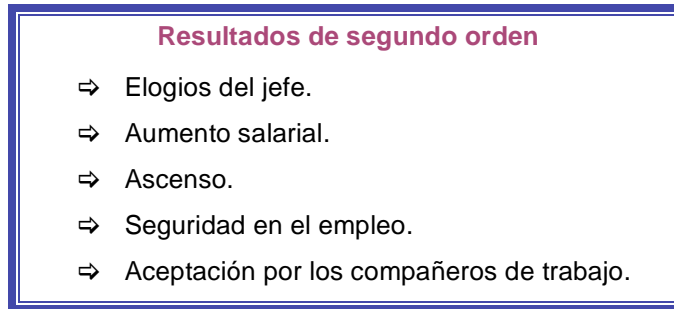 Resultados de segundo orden
⇨ Elogios del jefe.
⇨ Aumento salarial.
⇨ Ascenso.
⇨ Seguridad en el empleo.
⇨ Aceptación por los compañeros de trabajo.